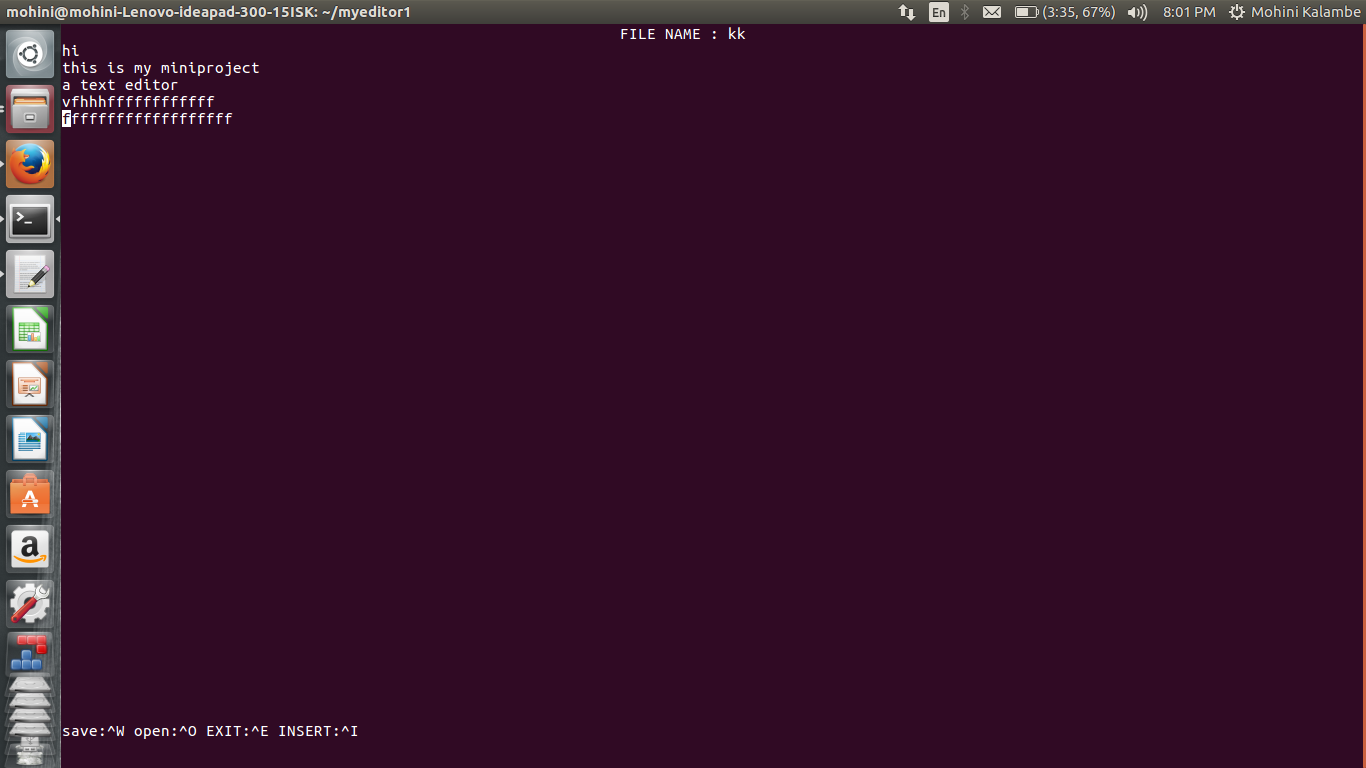 mohini@mohini-Lenovo-ideapad-300-15ISK: ~/myeditor1 En (3:35, 67%) 8:01 PM Mohini Kalambe
FILE NAME : kk
hi
this is my miniproject
a text editor
vfhhhffffffffffff
fffffffffffffffffff
save:^W open:^O EXIT:^E INSERT:^I